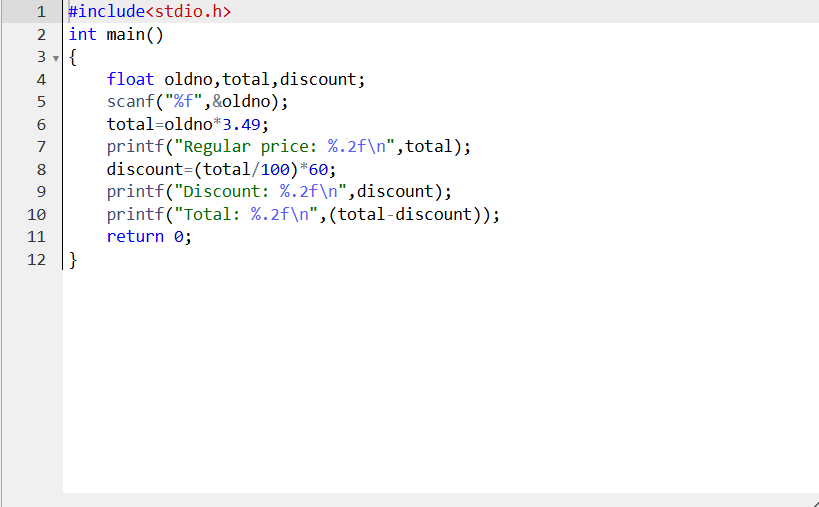 1 #include<stdio.h>
2 int main()
3 {
4 float oldno,total,discount;
5 scanf("%f",&oldno);
6 total=oldno*3.49;
7 printf("Regular price: %.2f\n",total);
8 discount=(total/100)*60;
9 printf("Discount: %.2f\n",discount);
10 printf("Total: %.2f\n",(total-discount));
11 return 0;
12 }